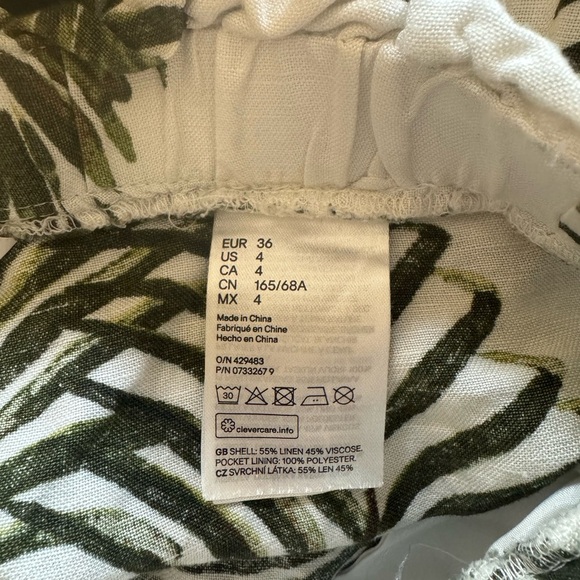 EUR 36
US 4
CA 4
CN 165/68A
MX 4
Made in China
Fabriqué en Chine
Hecho en China
O/N 429483
P/N 0733267 9
30
clevercare.info
GB SHELL: 55% LINEN 45% VISCOSE.
POCKET LINING: 100% POLYESTER.
CZ SVRCHNÍ LÁTKA: 55% LEN 45%